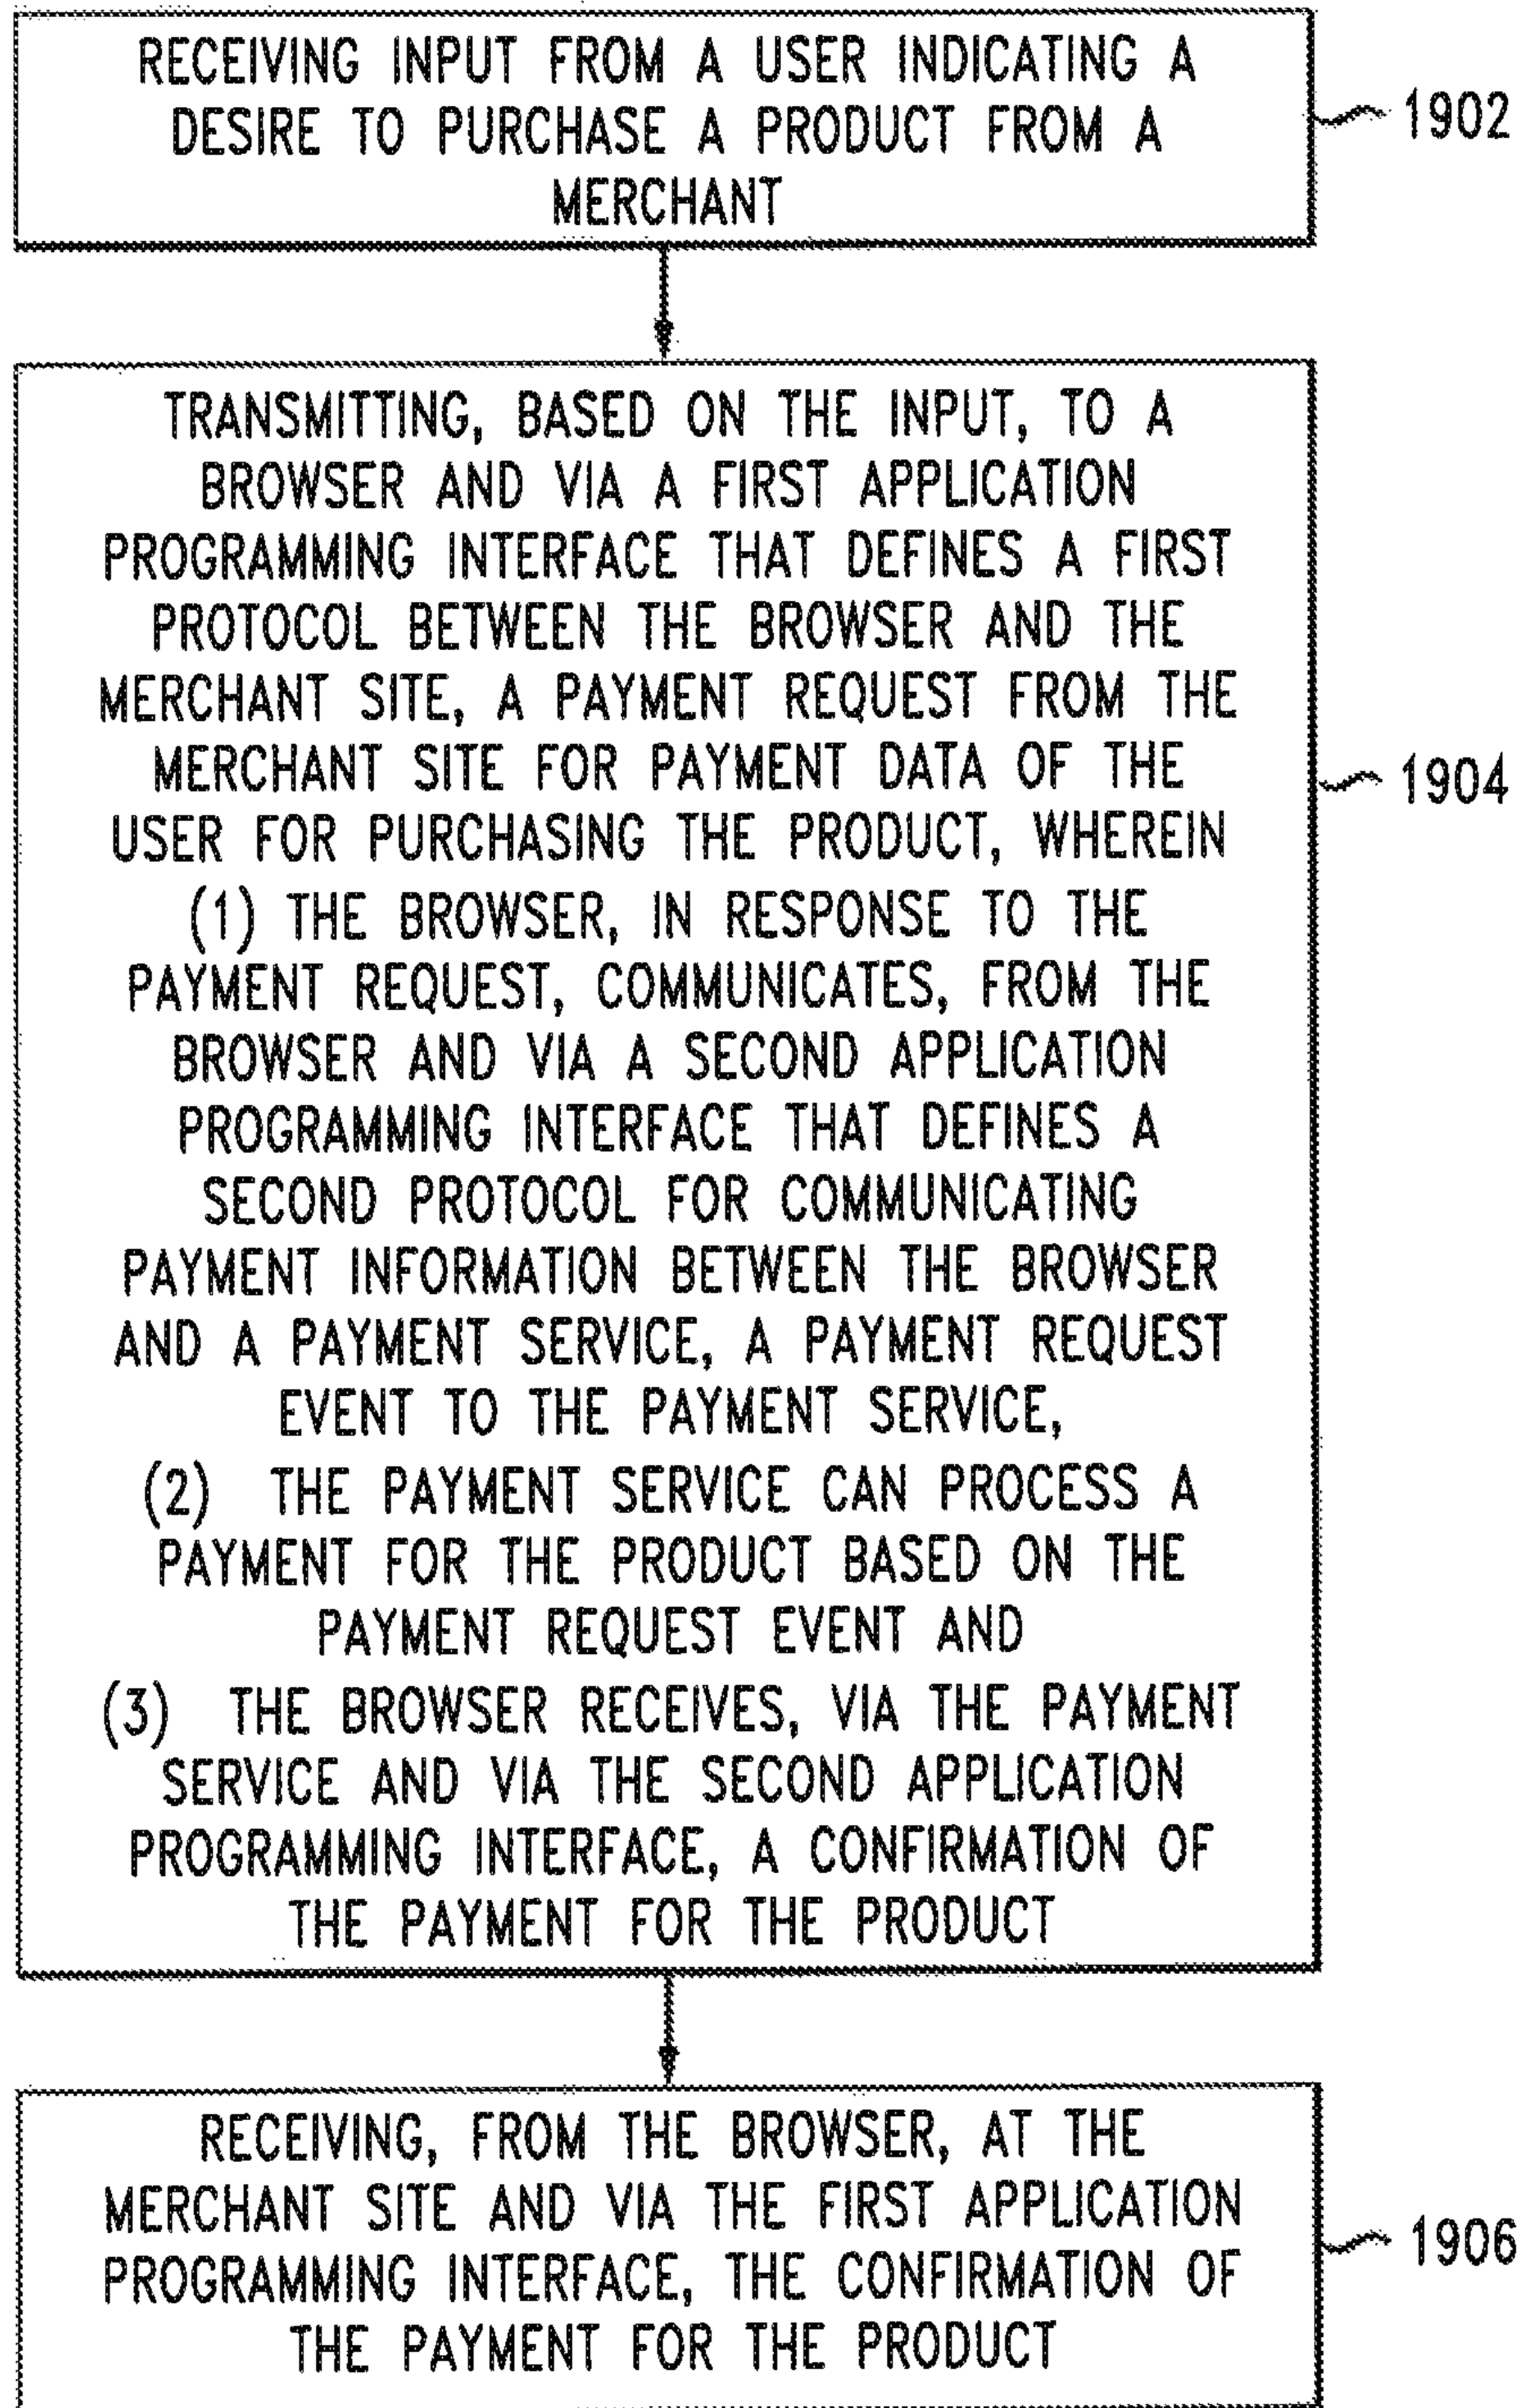 RECEIVING INPUT FROM A USER INDICATING A
DESIRE TO PURCHASE A PRODUCT FROM A
MERCHANT
1902
TRANSMITTING, BASED ON THE INPUT, TO A
BROWSER AND VIA A FIRST APPLICATION
PROGRAMMING INTERFACE THAT DEFINES A FIRST
PROTOCOL BETWEEN THE BROWSER AND THE
MERCHANT SITE, A PAYMENT REQUEST FROM THE
MERCHANT SITE FOR PAYMENT DATA OF THE
USER FOR PURCHASING THE PRODUCT, WHEREIN
(1) THE BROWSER, IN RESPONSE TO THE
PAYMENT REQUEST, COMMUNICATES, FROM THE
BROWSER AND VIA A SECOND APPLICATION
PROGRAMMING INTERFACE THAT DEFINES A
SECOND PROTOCOL FOR COMMUNICATING
PAYMENT INFORMATION BETWEEN THE BROWSER
AND A PAYMENT SERVICE, A PAYMENT REQUEST
EVENT TO THE PAYMENT SERVICE,
(2) THE PAYMENT SERVICE CAN PROCESS A
PAYMENT FOR THE PRODUCT BASED ON THE
PAYMENT REQUEST EVENT AND
(3) THE BROWSER RECEIVES, VIA THE PAYMENT
SERVICE AND VIA THE SECOND APPLICATION
PROGRAMMING INTERFACE, A CONFIRMATION OF
THE PAYMENT FOR THE PRODUCT
1904
RECEIVING, FROM THE BROWSER, AT THE
MERCHANT SITE AND VIA THE FIRST APPLICATION
PROGRAMMING INTERFACE, THE CONFIRMATION OF
THE PAYMENT FOR THE PRODUCT
1906